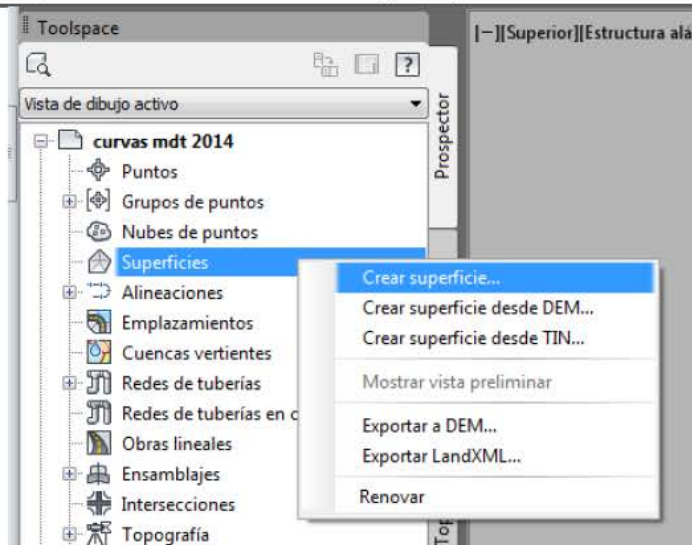 Toolspace
[−][Superior][Estructura alá
Vista de dibujo activo
Prospector
curvas mdt 2014
Puntos
Grupos de puntos
Nubes de puntos
Superficies
Crear superficie...
Alineaciones
Crear superficie desde DEM...
Emplazamientos
Crear superficie desde TIN...
Cuencas vertientes
Redes de tuberías
Mostrar vista preliminar
Redes de tuberías en c
Exportar a DEM...
Obras lineales
Exportar LandXML...
Ensamblajes
Intersecciones
Renovar
Topografía
Top